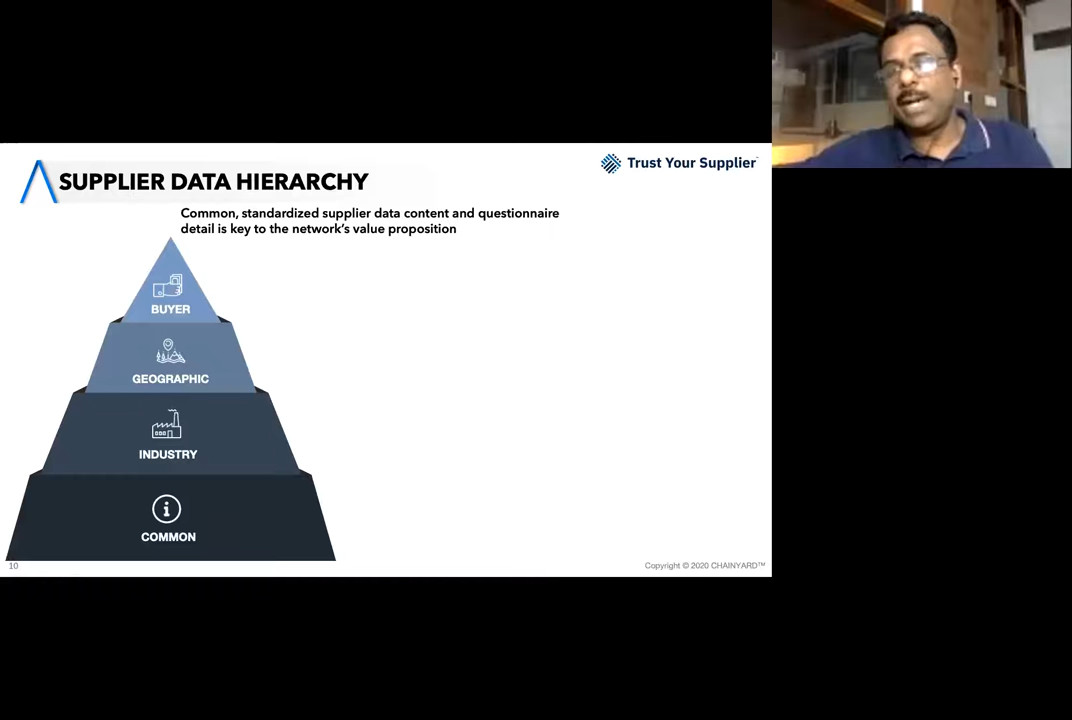 SUPPLIER DATA HIERARCHY
Trust Your Supplier
Common, standardized supplier data content and questionnaire
detail is key to the network's value proposition
BUYER
GEOGRAPHIC
INDUSTRY
COMMON
10
Copyright © 2020 CHAINYARD™